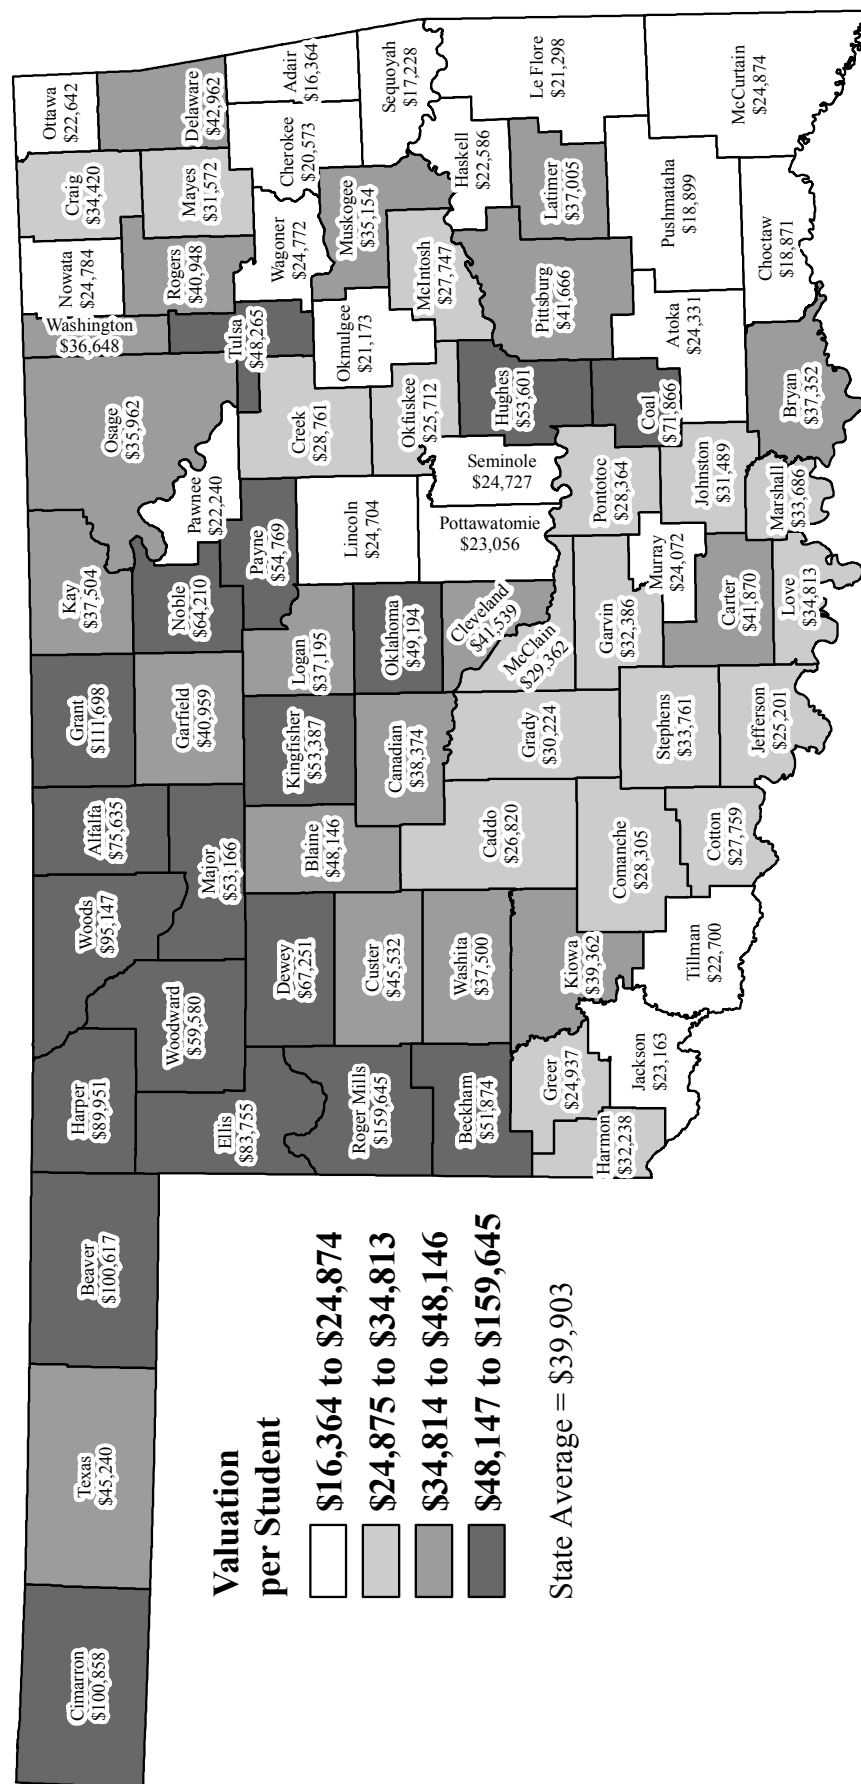 Cimarron
$100,858
Texas
$45,240
Beaver
$100,617
Harper
$89,951
Woods
$95,147
Alfalfa
$75,635
Grant
$111,698
Kay
$37,504
Osage
$35,962
Washington
$36,648
Nowata
$24,784
Craig
$34,420
Ottawa
$22,642
Ellis
$83,755
Woodward
$59,580
Major
$53,166
Garfield
$40,959
Noble
$64,210
Pawnee
$22,240
Tulsa
$48,265
Rogers
$40,948
Mayes
$31,572
Delaware
$42,962
Roger Mills
$159,645
Dewey
$67,251
Blaine
$48,146
Kingfisher
$53,387
Logan
$37,195
Payne
$54,769
Creek
$28,761
Wagoner
$24,772
Cherokee
$20,573
Adair
$16,364
Custer
$45,532
Canadian
$38,374
Oklahoma
$49,194
Lincoln
$24,704
Okfuskee
$25,712
Okmulgee
$21,173
Muskogee
$35,154
Sequoyah
$17,228
Beckham
$51,874
Washita
$37,500
Caddo
$26,820
Grady
$30,224
McClain
$29,362
Cleveland
$41,539
Pottawatomie
$23,056
Seminole
$24,727
Hughes
$53,601
McIntosh
$27,747
Haskell
$22,586
Le Flore
$21,298
Harmon
$32,238
Greer
$24,937
Kiowa
$39,362
Jackson
$23,163
Tillman
$22,700
Comanche
$28,305
Cotton
$27,759
Stephens
$33,761
Jefferson
$25,201
Garvin
$32,386
Murray
$24,072
Carter
$41,870
Love
$34,813
Pontotoc
$28,364
Johnston
$31,489
Marshall
$33,686
Coal
$71,866
Pittsburg
$41,666
Latimer
$37,005
Atoka
$24,331
Bryan
$37,352
Pushmataha
$18,899
Choctaw
$18,871
McCurtain
$24,874
Valuation
per Student
$16,364 to $24,874
$24,875 to $34,813
$34,814 to $48,146
$48,147 to $159,645
State Average = $39,903